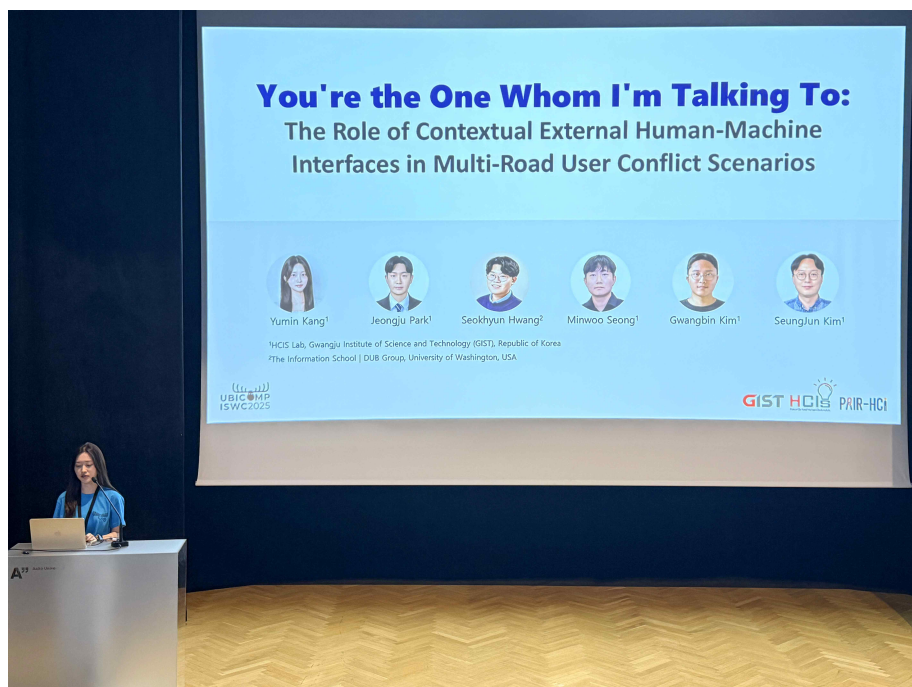 You're the One Whom I'm Talking To:
The Role of Contextual External Human-Machine
Interfaces in Multi-Road User Conflict Scenarios
Yumin Kang¹
Jeongju Park¹
Seokhyun Hwang²
Minwoo Seong¹
Gwangbin Kim¹
SeungJun Kim¹
¹HCIS Lab, Gwangju Institute of Science and Technology (GIST), Republic of Korea
²The Information School | DUB Group, University of Washington, USA
UBICOMP
ISWC2025
GIST
HCIS
PRIR-HCI
A"